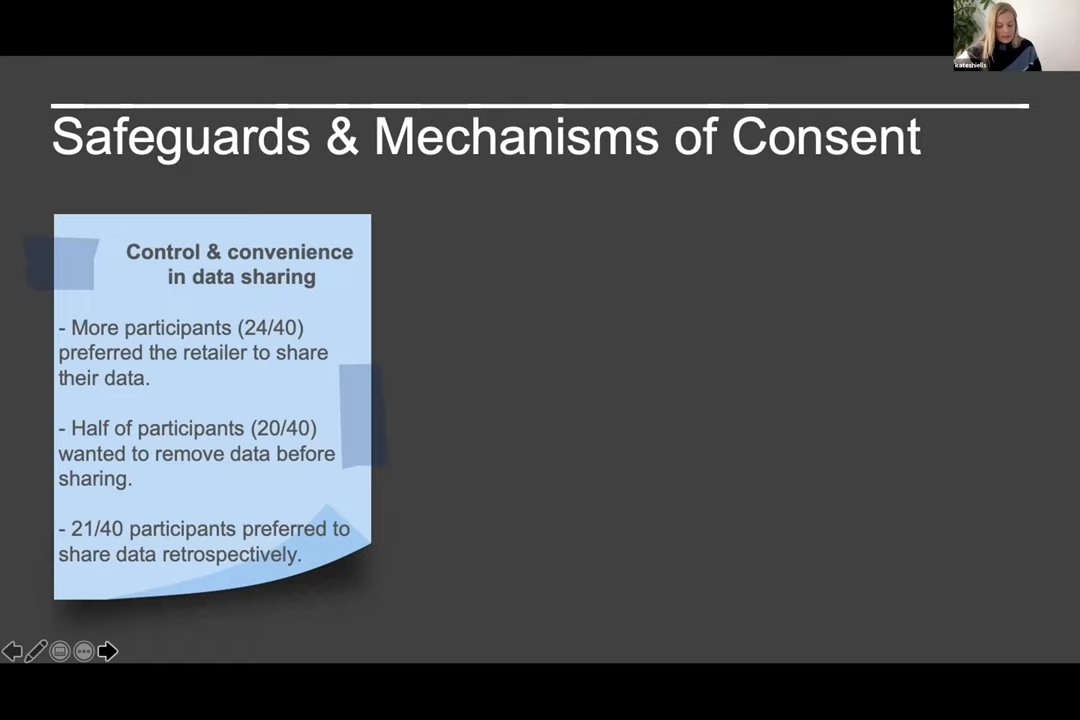 kateshiells
Safeguards & Mechanisms of Consent
Control & convenience
in data sharing
- More participants (24/40)
preferred the retailer to share
their data.
- Half of participants (20/40)
wanted to remove data before
sharing.
- 21/40 participants preferred to
share data retrospectively.